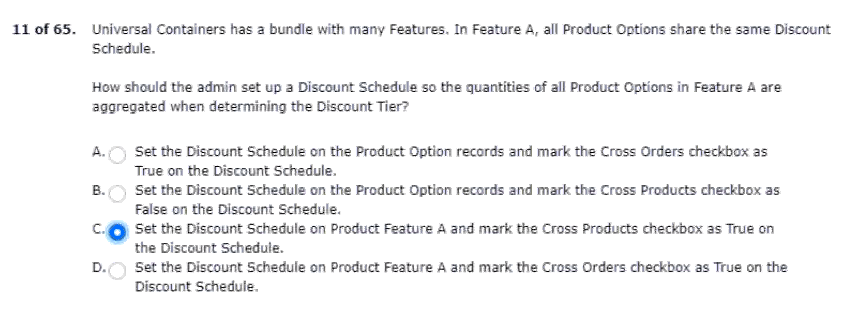 11 of 65. Universal Containers has a bundle with many Features. In Feature A, all Product Options share the same Discount
Schedule.
How should the admin set up a Discount Schedule so the quantities of all Product Options in Feature A are
aggregated when determining the Discount Tier?
A. Set the Discount Schedule on the Product Option records and mark the Cross Orders checkbox as
True on the Discount Schedule.
B. Set the Discount Schedule on the Product Option records and mark the Cross Products checkbox as
False on the Discount Schedule.
C. Set the Discount Schedule on Product Feature A and mark the Cross Products checkbox as True on
the Discount Schedule.
D. Set the Discount Schedule on Product Feature A and mark the Cross Orders checkbox as True on the
Discount Schedule.